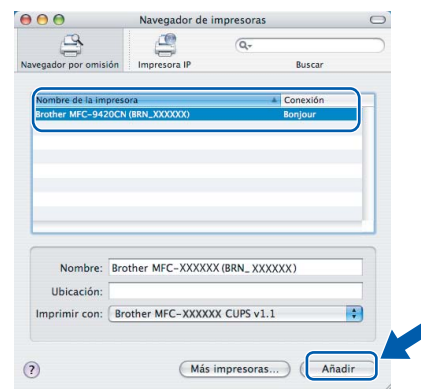 Navegador de impresoras
Navegador por omisión Impresora IP Buscar
Nombre de la impresora Conexión
Brother MFC-9420CN (BRN_XXXXXX) Bonjour
Nombre: Brother MFC-XXXXXX (BRN_ XXXXXX)
Ubicación:
Imprimir con: Brother MFC-XXXXXX CUPS v1.1
? Más impresoras... Añadir